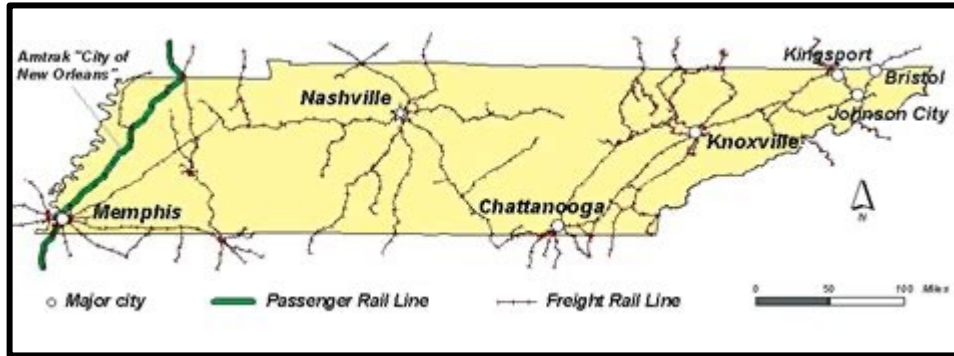 Amtrak "City of
New Orleans"
Kingsport
Bristol
Nashville
Johnson City
Knoxville
Memphis
Chattanooga
N
Major city
Passenger Rail Line
Freight Rail Line
0 50 100 Miles